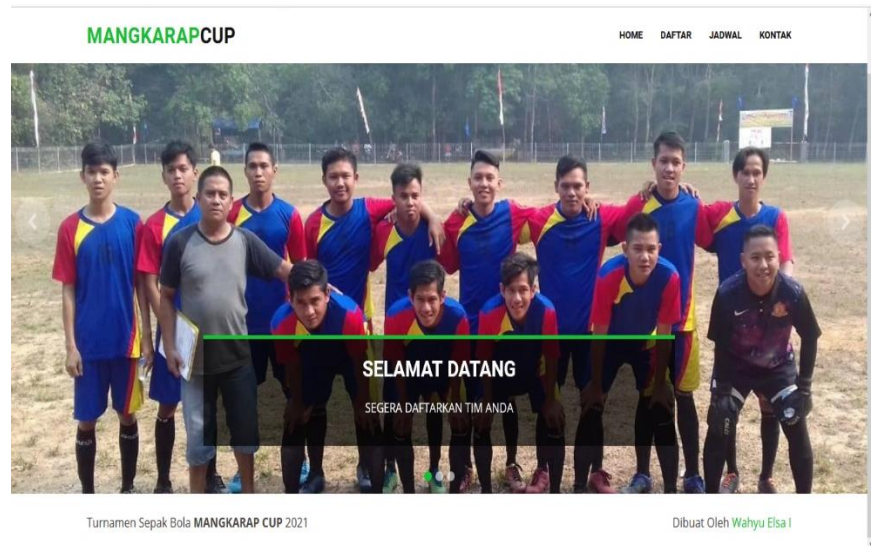 MANGKARAPCUP
HOME DAFTAR JADWAL KONTAK
SELAMAT DATANG
SEGERA DAFTARKAN TIM ANDA
Turnamen Sepak Bola MANGKARAP CUP 2021
Dibuat Oleh Wahyu Elsa I